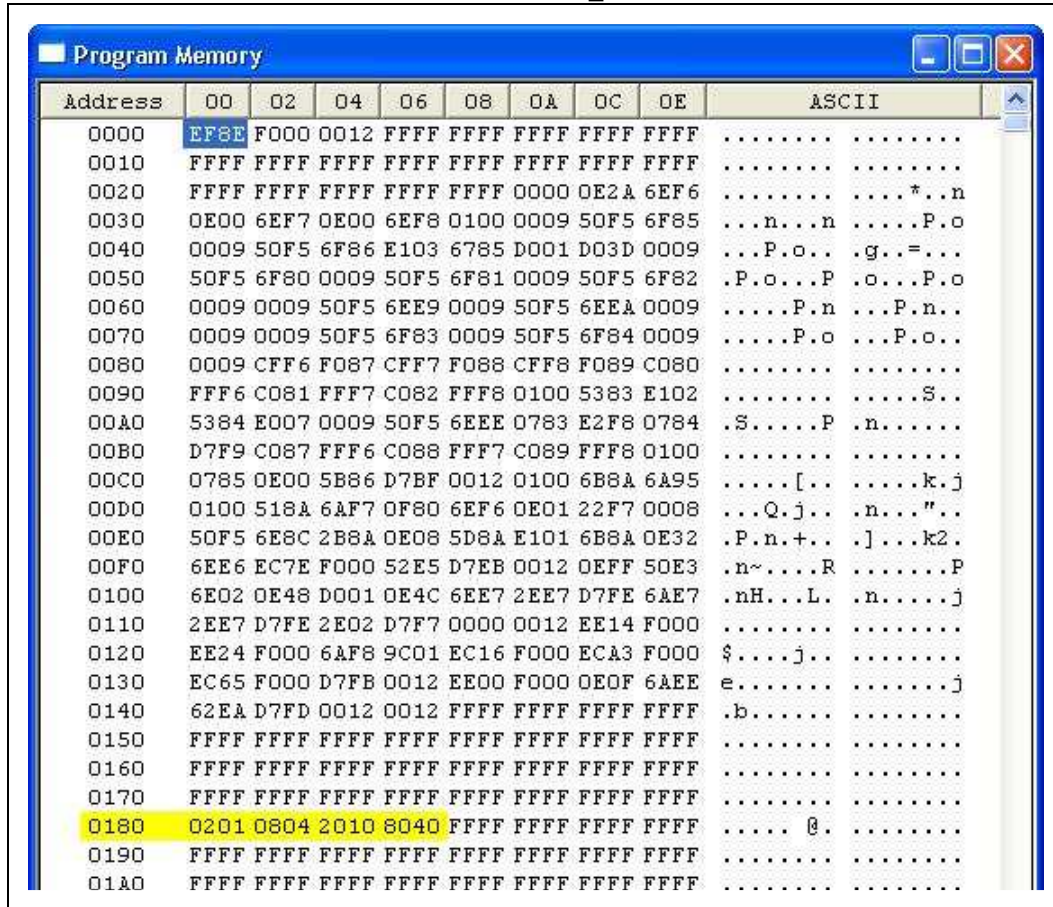 Program Memory
Address 00 02 04 06 08 0A 0C 0E ASCII
0000 EF8E F000 0012 FFFF FFFF FFFF FFFF FFFF ........ ........
0010 FFFF FFFF FFFF FFFF FFFF FFFF FFFF FFFF ........ ........
0020 FFFF FFFF FFFF FFFF FFFF 0000 0E2A 6EF6 ........ ....*..n
0030 0E00 6EF7 0E00 6EF8 0100 0009 50F5 6F85 ...n...n .....P.o
0040 0009 50F5 6F86 E103 6785 D001 D03D 0009 ...P.o.. .g..=...
0050 50F5 6F80 0009 50F5 6F81 0009 50F5 6F82 .P.o...P .o...P.o
0060 0009 0009 50F5 6EE9 0009 50F5 6EEA 0009 .....P.n ...P.n..
0070 0009 0009 50F5 6F83 0009 50F5 6F84 0009 .....P.o ...P.o..
0080 0009 CFF6 F087 CFF7 F088 CFF8 F089 C080 ........ ........
0090 FFF6 C081 FFF7 C082 FFF8 0100 5383 E102 ........ .....S..
00A0 5384 E007 0009 50F5 6EEE 0783 E2F8 0784 .S.....P .n......
00B0 D7F9 C087 FFF6 C088 FFF7 C089 FFF8 0100 ........ ........
00C0 0785 0E00 5B86 D7BF 0012 0100 6B8A 6A95 .....[.. .....k.j
00D0 0100 518A 6AF7 0F80 6EF6 0E01 22F7 0008 ...Q.j.. .n..."..
00E0 50F5 6E8C 2B8A 0E08 5D8A E101 6B8A 0E32 .P.n.+.. .]...k2.
00F0 6EE6 EC7E F000 52E5 D7EB 0012 0EFF 50E3 .n~....R .......P
0100 6E02 0E48 D001 0E4C 6EE7 2EE7 D7FE 6AE7 .nH...L. .n.....j
0110 2EE7 D7FE 2E02 D7F7 0000 0012 EE14 F000 ........ ........
0120 EE24 F000 6AF8 9C01 EC16 F000 ECA3 F000 $....j.. ........
0130 EC65 F000 D7FB 0012 EE00 F000 0E0F 6AEE e....... .......j
0140 62EA D7FD 0012 0012 FFFF FFFF FFFF FFFF .b...... ........
0150 FFFF FFFF FFFF FFFF FFFF FFFF FFFF FFFF ........ ........
0160 FFFF FFFF FFFF FFFF FFFF FFFF FFFF FFFF ........ ........
0170 FFFF FFFF FFFF FFFF FFFF FFFF FFFF FFFF ........ ........
0180 0201 0804 2010 8040 FFFF FFFF FFFF FFFF ..... @. ........
0190 FFFF FFFF FFFF FFFF FFFF FFFF FFFF FFFF ........ ........
01A0 FFFF FFFF FFFF FFFF FFFF FFFF FFFF FFFF ........ ........